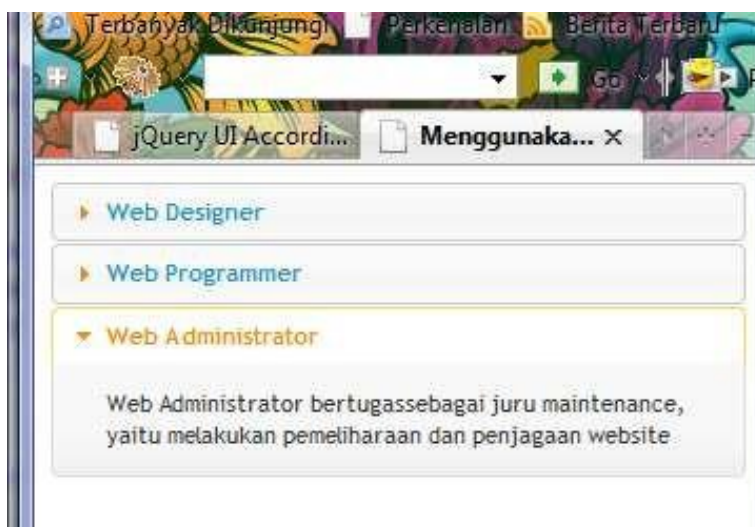 Terbanyak Dikunjungi Perkenalan Berita Terbaru
Go
jQuery UI Accordi... Menggunaka... X
Web Designer
Web Programmer
Web Administrator
Web Administrator bertugassebagai juru maintenance,
yaitu melakukan pemeliharaan dan penjagaan website